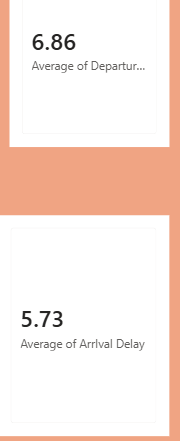 6.86
Average of Departur...
5.73
Average of Arrival Delay